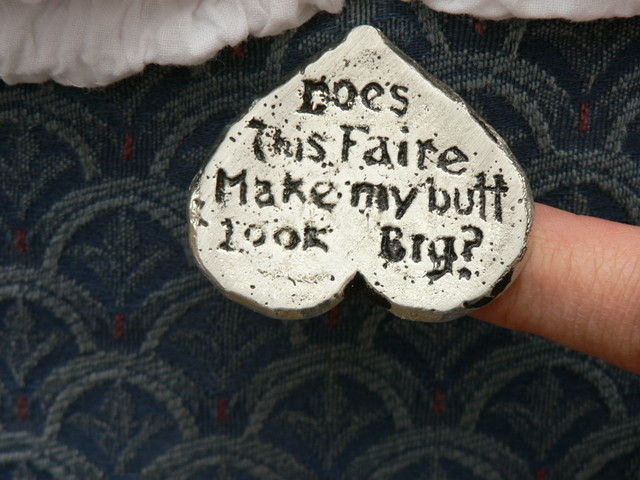 Does
This Faire
Make my butt
look Big?